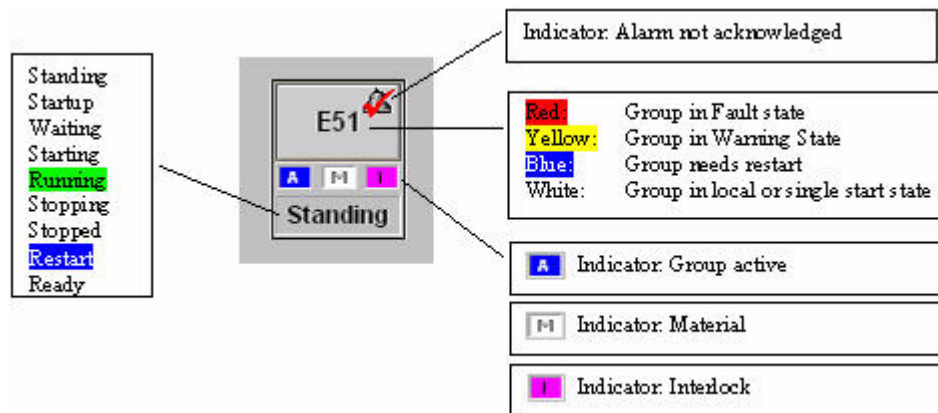 Indicator: Alarm not acknowledged
Standing
Startup
Waiting
Starting
Running
Stopping
Stopped
Restart
Ready
E51
A M I
Standing
Red: Group in Fault state
Yellow: Group in Warning State
Blue: Group needs restart
White: Group in local or single start state
A Indicator: Group active
M Indicator: Material
I Indicator: Interlock